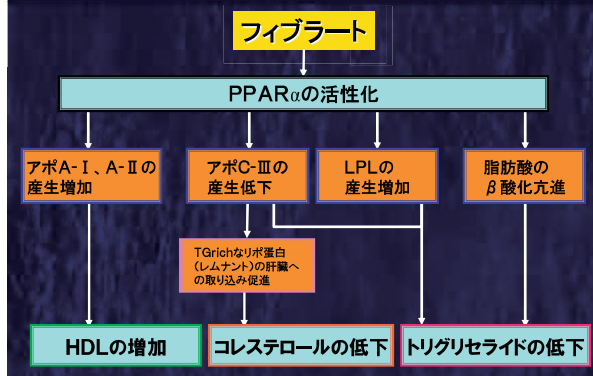 フィブラート
PPARαの活性化
アポA-Ⅰ、A-Ⅱの
産生増加
アポC-Ⅲの
産生低下
LPLの
産生増加
脂肪酸の
β酸化亢進
TGrichなリポ蛋白
(レムナント)の肝臓へ
の取り込み促進
HDLの増加
コレステロールの低下
トリグリセライドの低下